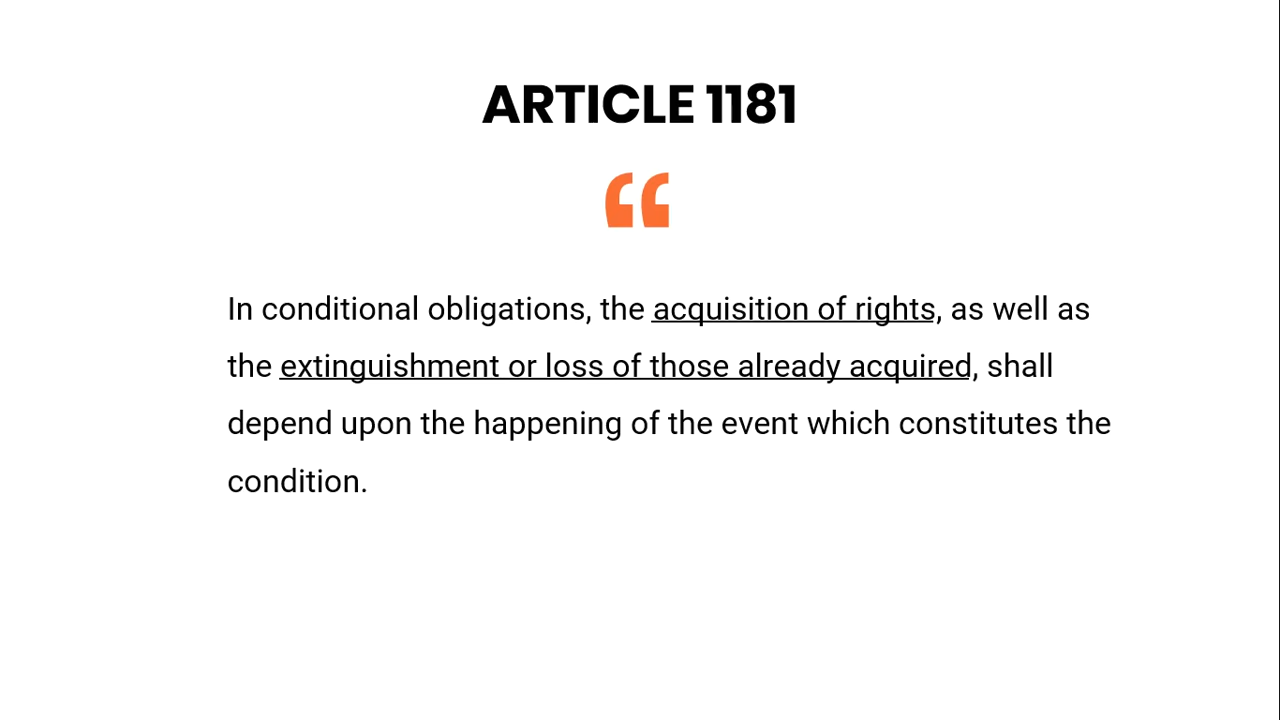 ARTICLE 1181
“
In conditional obligations, the acquisition of rights, as well as
the extinguishment or loss of those already acquired, shall
depend upon the happening of the event which constitutes the
condition.